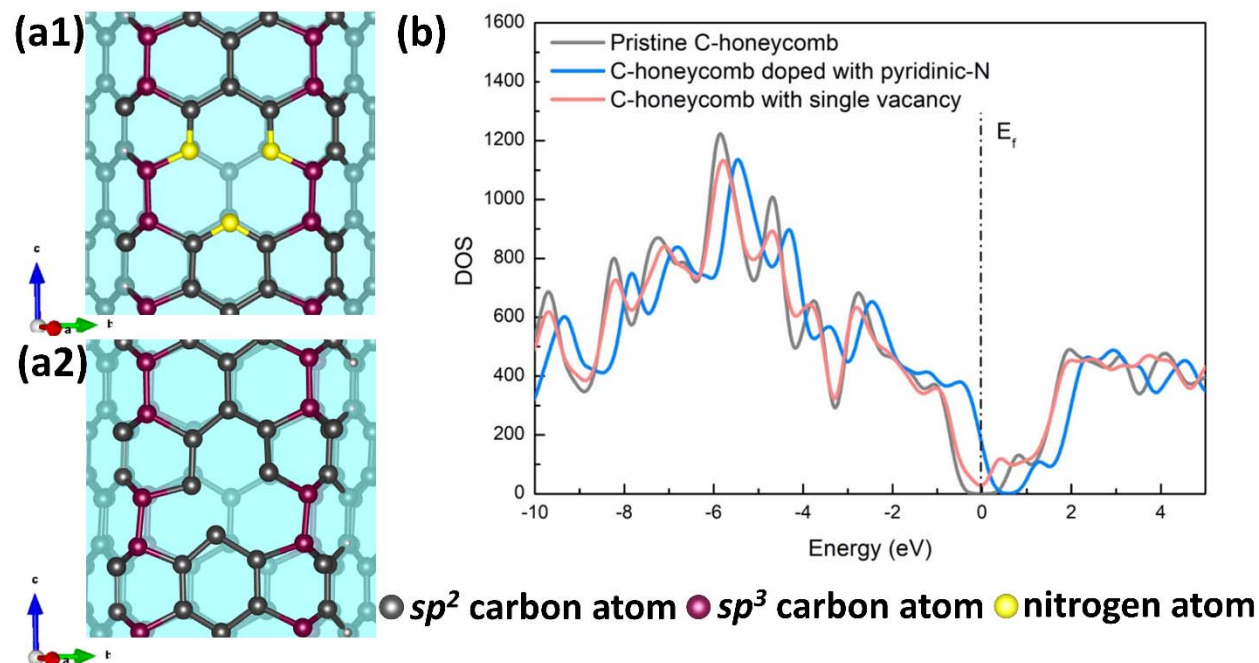 (a1)
c
a
b
(a2)
c
a
b
(b)
1600
1400
1200
1000
800
600
400
200
0
DOS
Pristine C-honeycomb
C-honeycomb doped with pyridinic-N
C-honeycomb with single vacancy
E_f
-10 -8 -6 -4 -2 0 2 4
Energy (eV)
sp² carbon atom sp³ carbon atom nitrogen atom